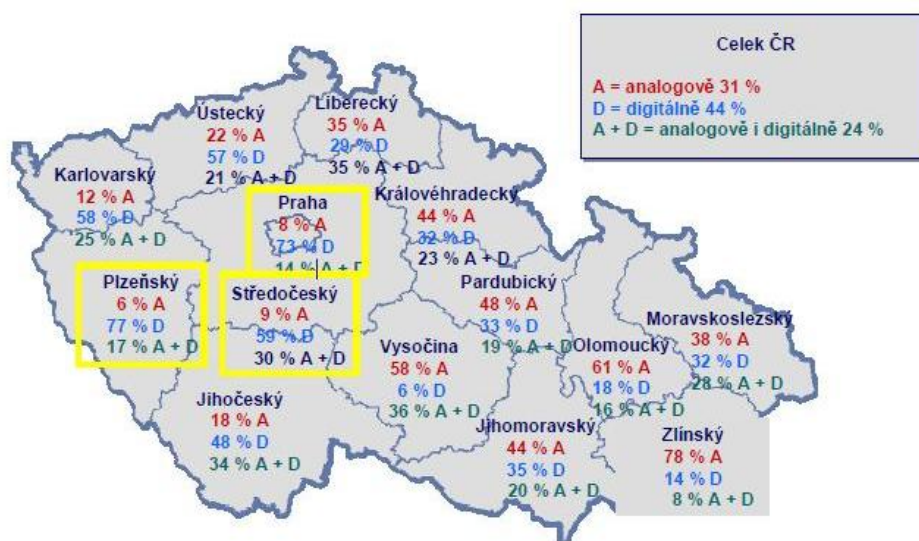 Celek ČR
A = analogově 31 %
D = digitálně 44 %
A + D = analogově i digitálně 24 %
Ústecký
22 % A
57 % D
21 % A + D
Liberecký
35 % A
29 % D
35 % A + D
Karlovarský
12 % A
58 % D
25 % A + D
Praha
8 % A
73 % D
14 % A + D
Královéhradecký
44 % A
32 % D
23 % A + D
Plzeňský
6 % A
77 % D
17 % A + D
Středočeský
9 % A
59 % D
30 % A + D
Pardubický
48 % A
33 % D
19 % A + D
Vysočina
58 % A
6 % D
36 % A + D
Olomoucký
61 % A
18 % D
16 % A + D
Moravskoslezský
38 % A
32 % D
28 % A + D
Jihočeský
18 % A
48 % D
34 % A + D
Jihomoravský
44 % A
35 % D
20 % A + D
Zlínský
78 % A
14 % D
8 % A + D